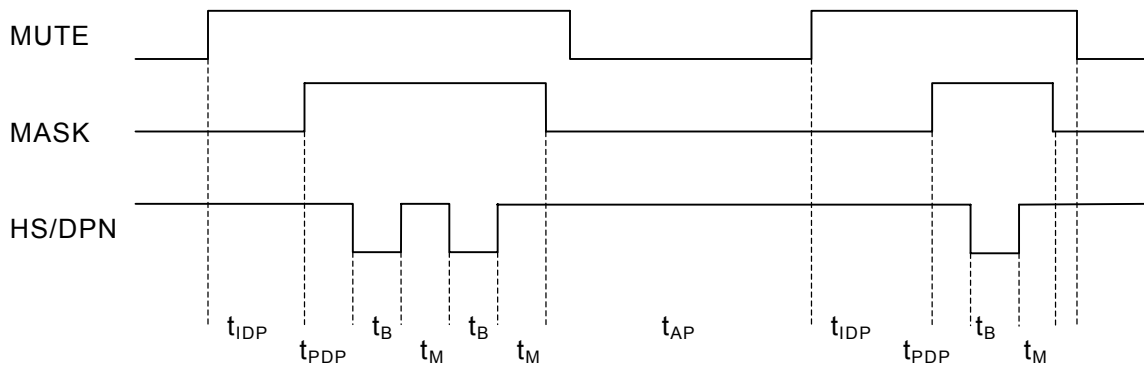 MUTE
MASK
HS/DPN
tIDP tB tB tAP tIDP tB
tPDP tM tM tPDP tM